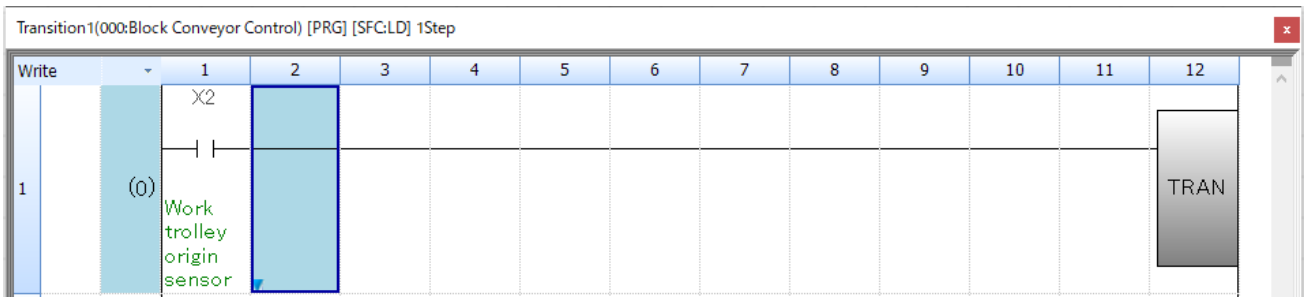 Transition1(000:Block Conveyor Control) [PRG] [SFC:LD] 1Step
x
Write 1 2 3 4 5 6 7 8 9 10 11 12
X2
1 (0) TRAN
Work
trolley
origin
sensor